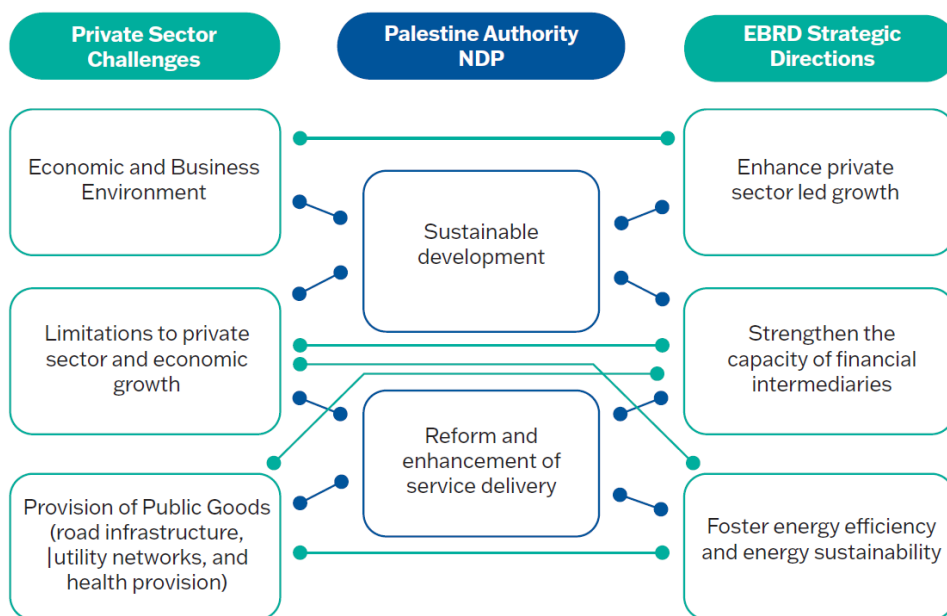 Private Sector
Challenges
Palestine Authority
NDP
EBRD Strategic
Directions
Economic and Business
Environment
Sustainable
development
Enhance private
sector led growth
Limitations to private
sector and economic
growth
Strengthen the
capacity of financial
intermediaries
Reform and
enhancement of
service delivery
Provision of Public Goods
(road infrastructure,
|utility networks, and
health provision)
Foster energy efficiency
and energy sustainability